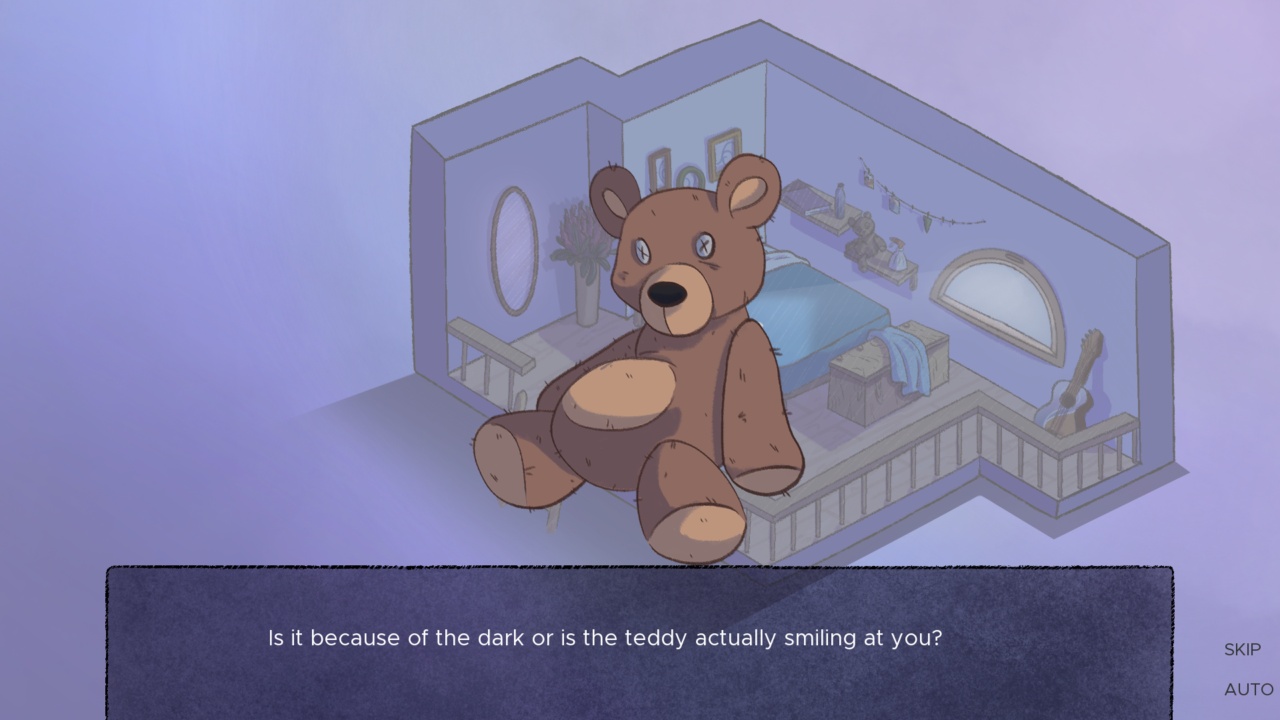 Is it because of the dark or is the teddy actually smiling at you?
SKIP
AUTO